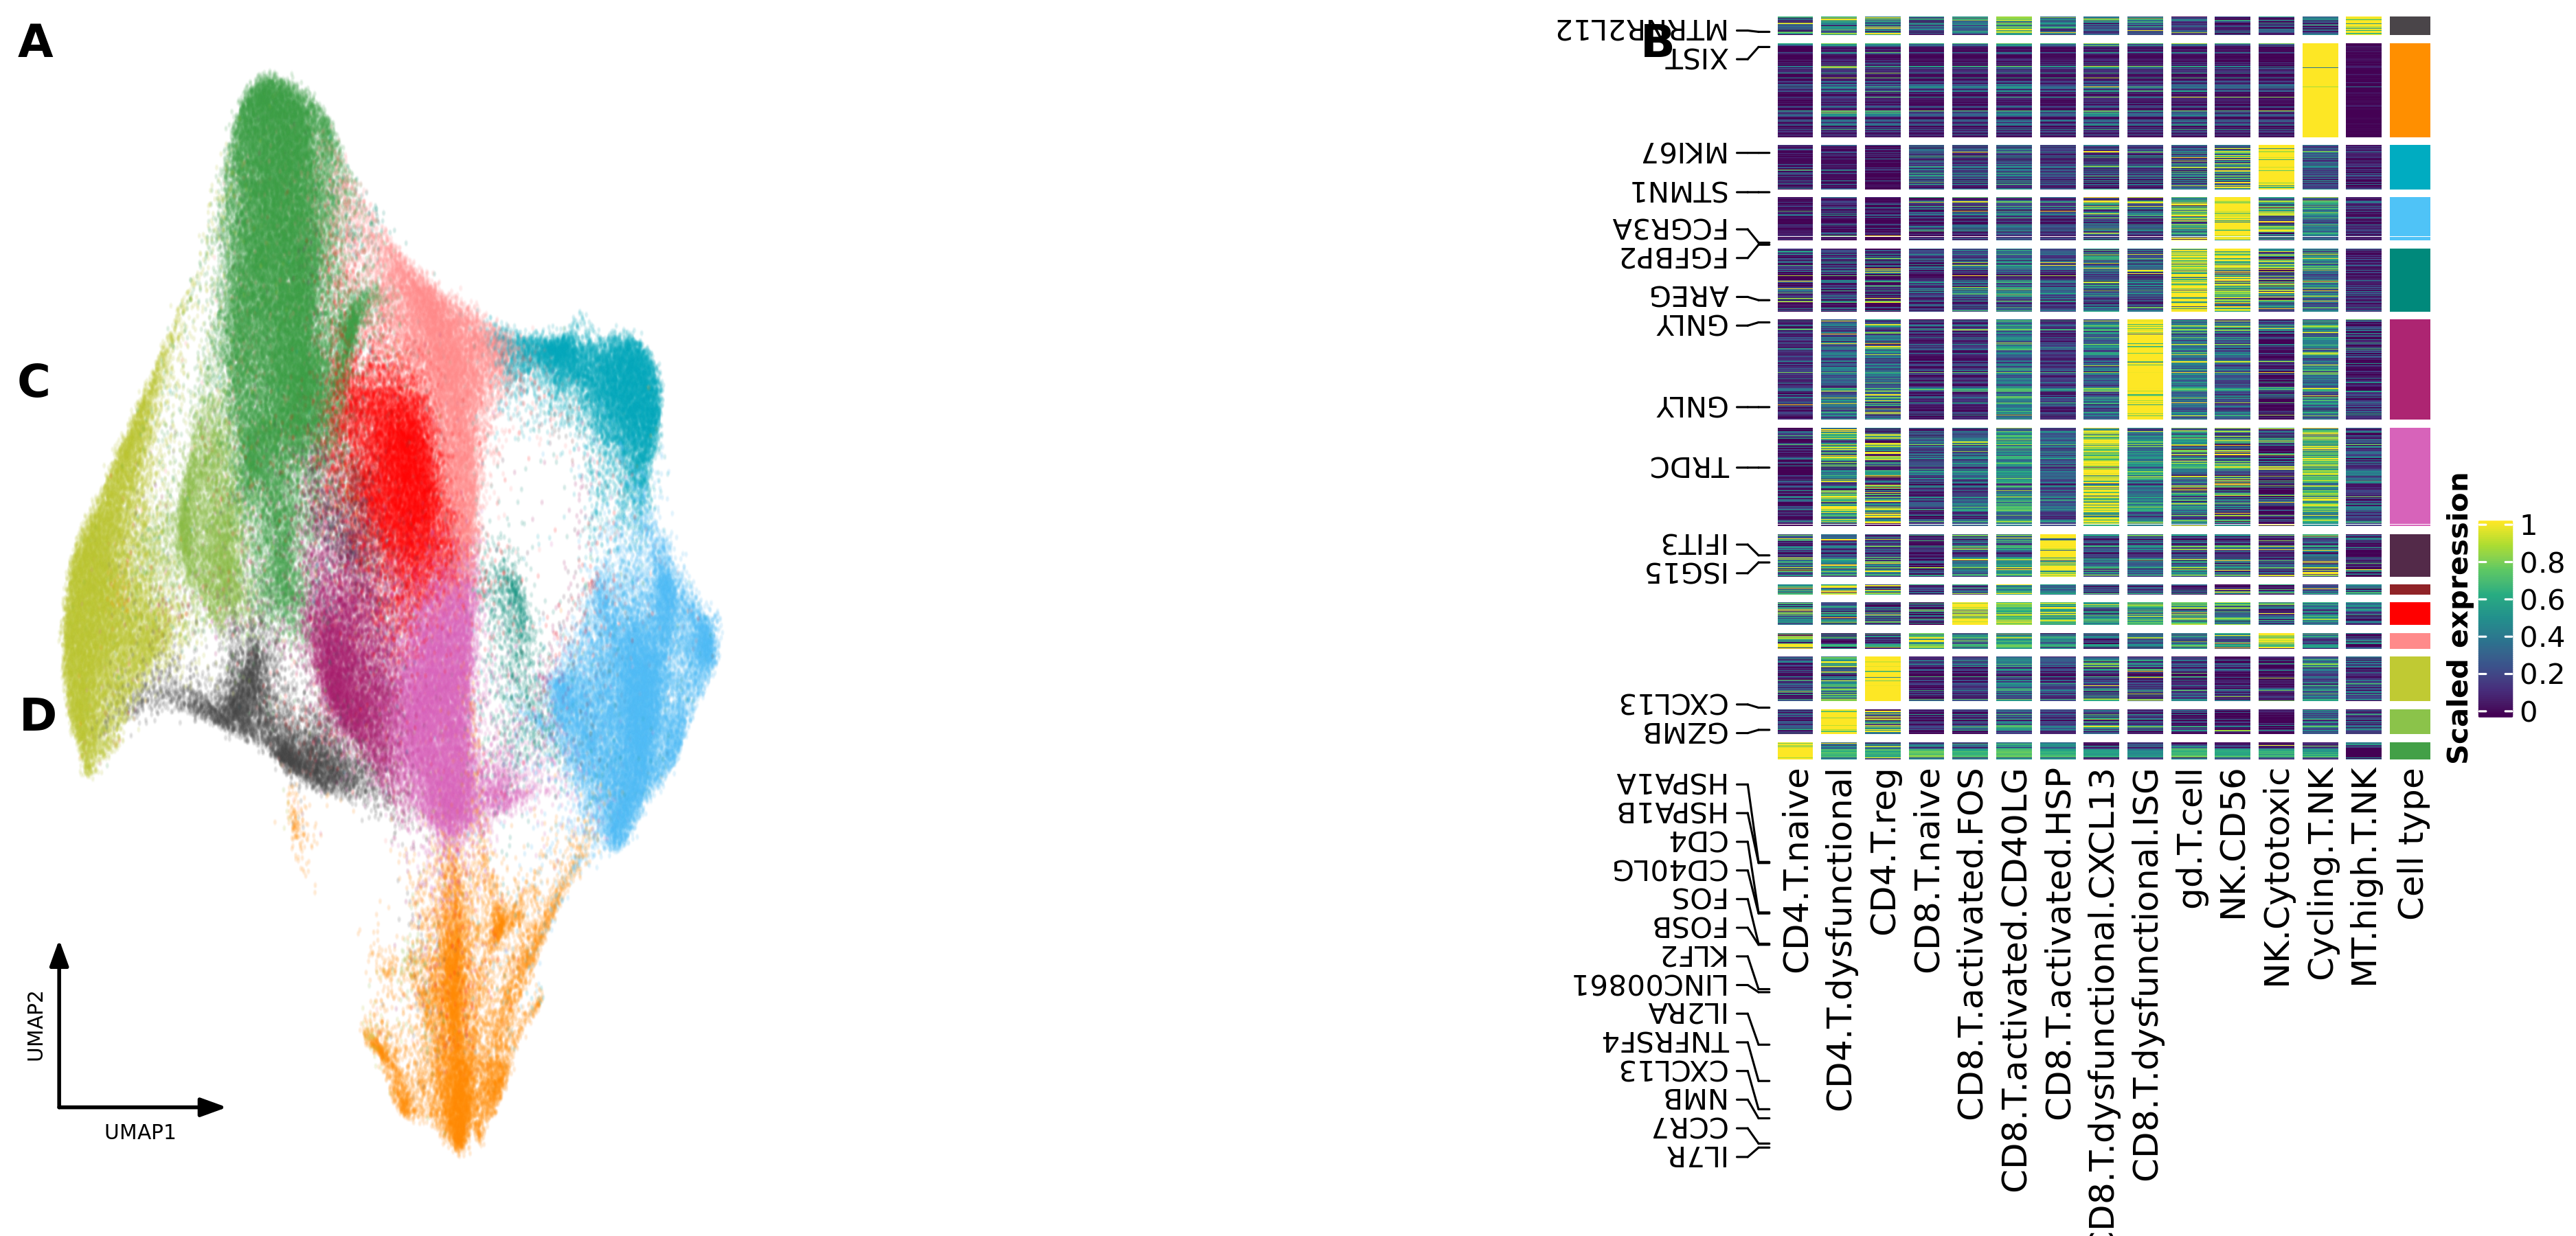 A
B
C
D
UMAP2
UMAP1
MTRNR2L12
XIST
MKI67
STMN1
FCGR3A
FGFBP2
AREG
GNLY
GNLY
TRDC
IFIT3
ISG15
CXCL13
GZMB
HSPA1A
HSPA1B
CD4
CD40LG
FOS
FOSB
KLF2
LINC00861
IL2RA
TNFRSF4
CXCL13
NMB
CCR7
IL7R
CD4.T.naive
CD4.T.dysfunctional
CD4.T.reg
CD8.T.naive
CD8.T.activated.FOS
CD8.T.activated.CD40LG
CD8.T.activated.HSP
CD8.T.dysfunctional.CXCL13
CD8.T.dysfunctional.ISG
gd.T.cell
NK.CD56
NK.Cytotoxic
Cycling.T.NK
MT.high.T.NK
Cell type
Scaled expression
1
0.8
0.6
0.4
0.2
0